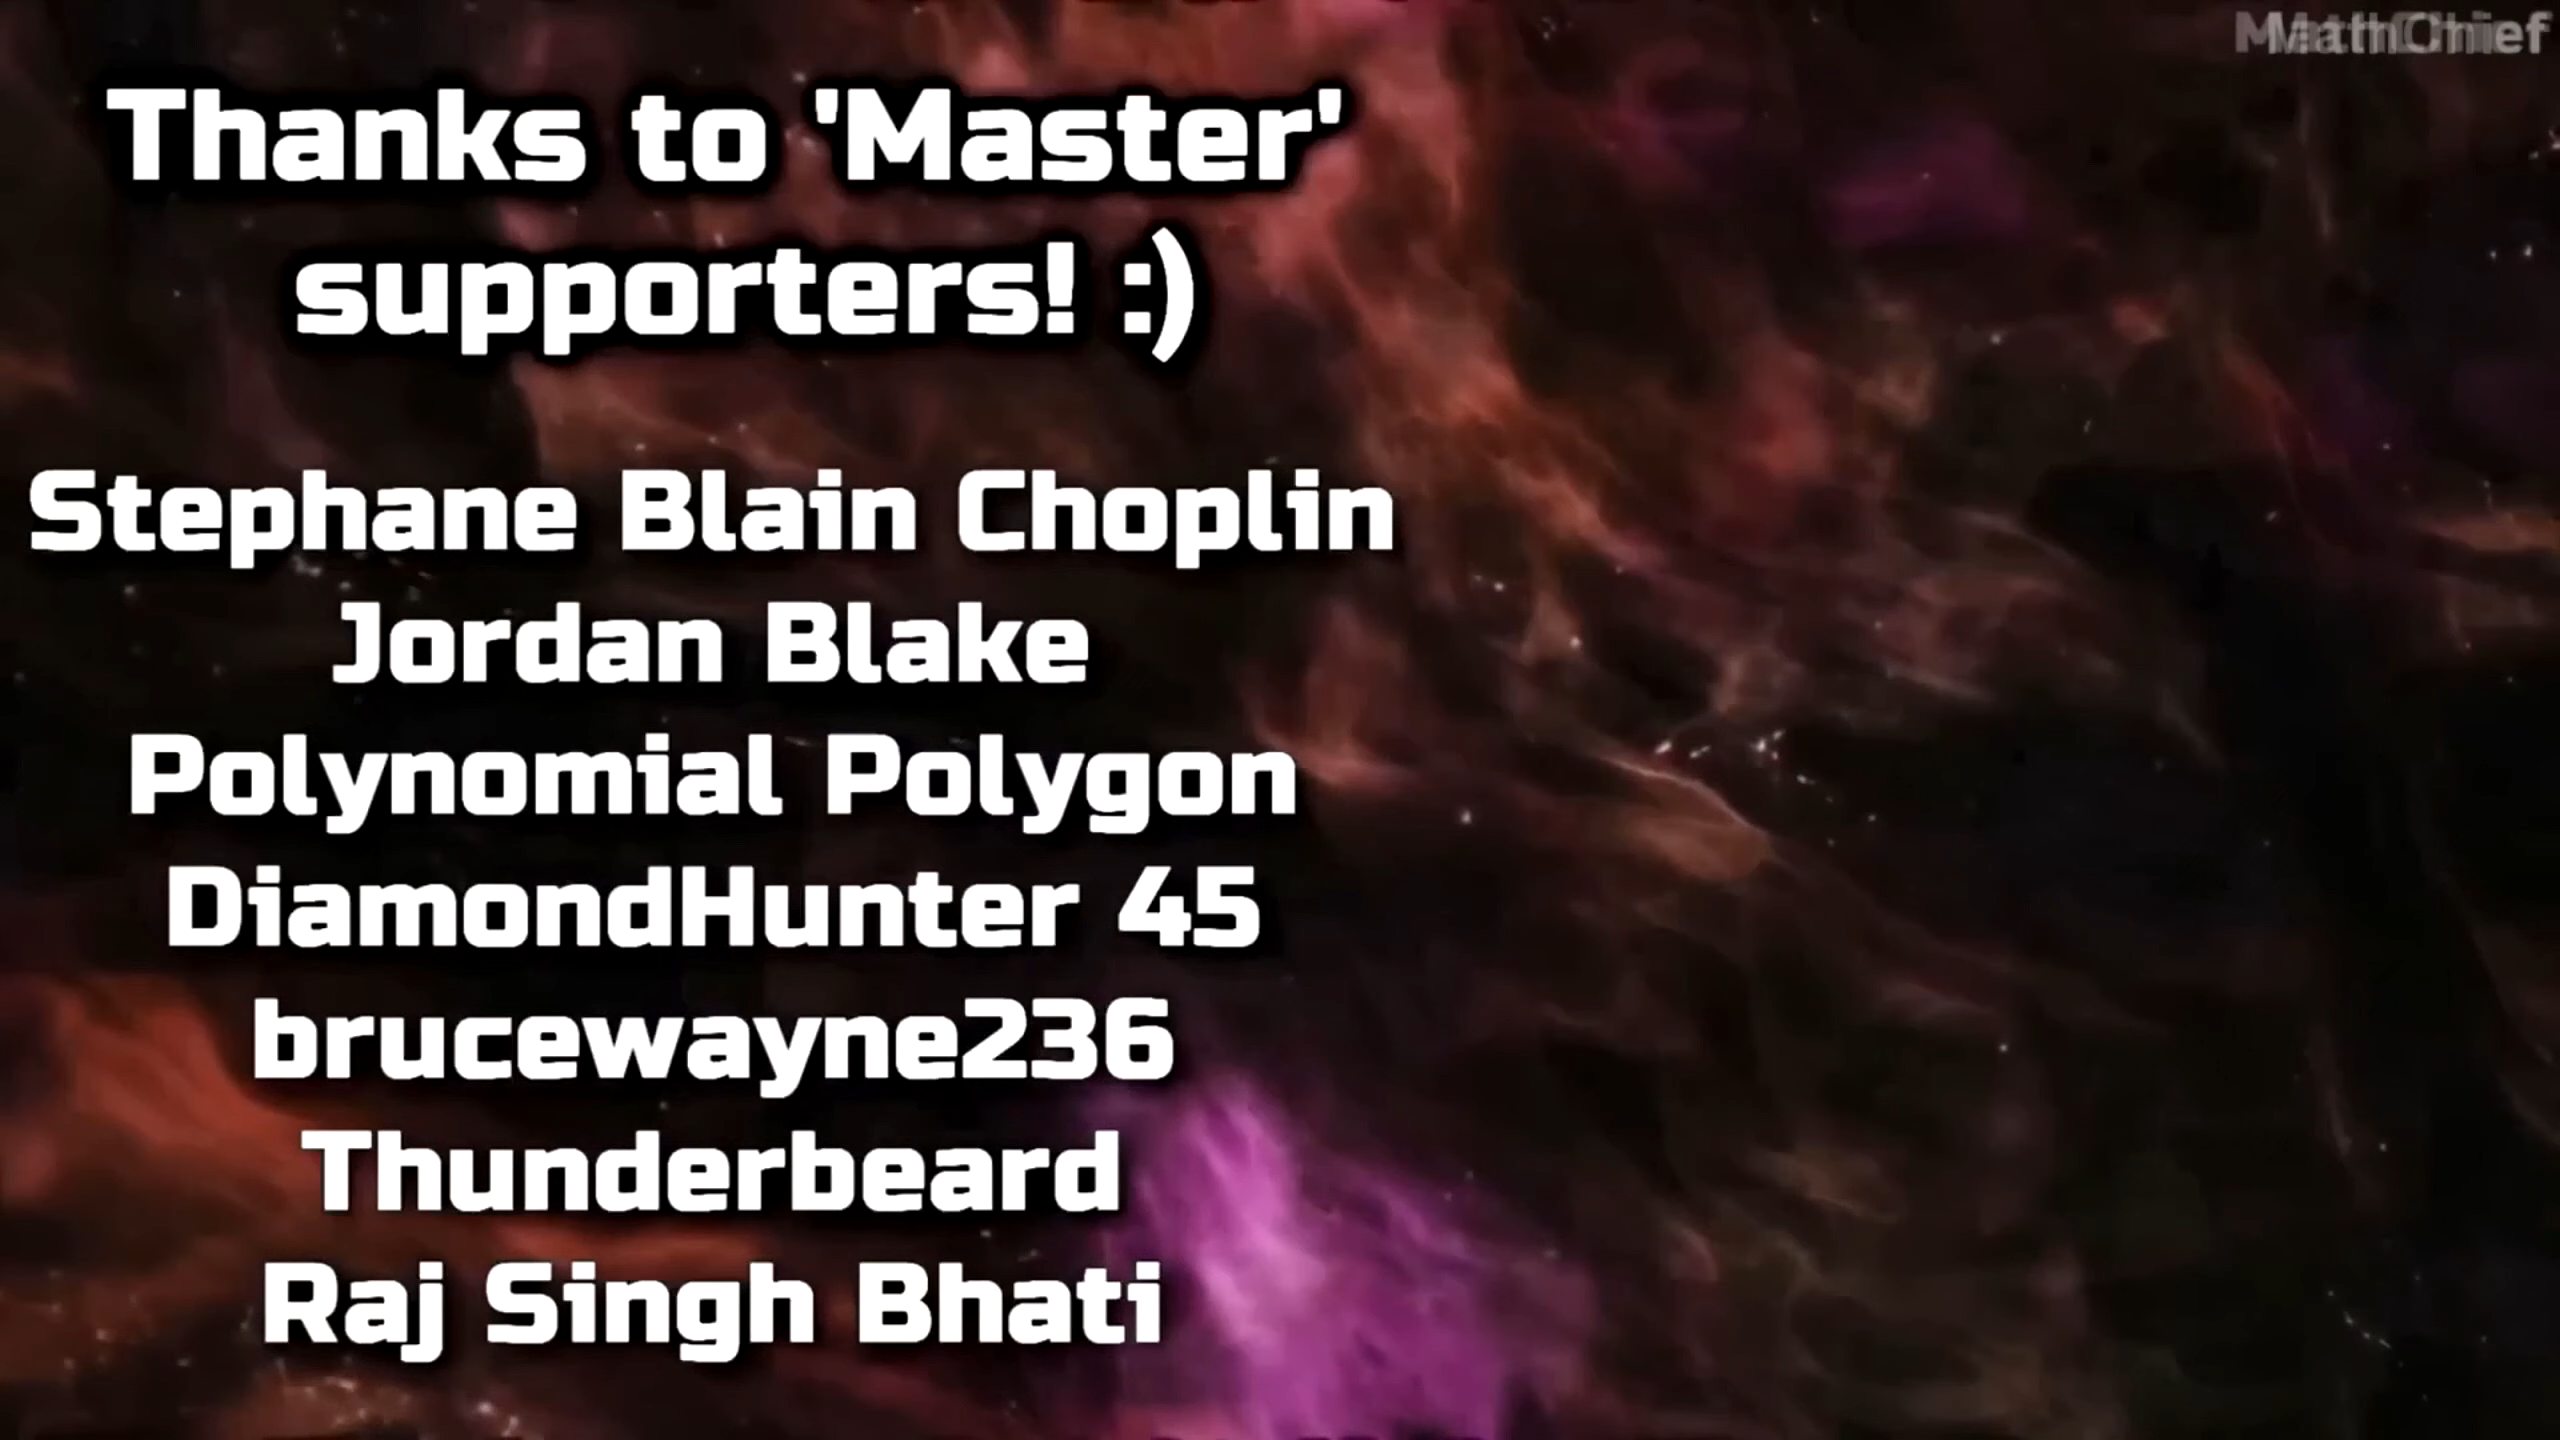 MathChief
Thanks to 'Master'
supporters! :)
Stephane Blain Choplin
Jordan Blake
Polynomial Polygon
DiamondHunter 45
brucewayne236
Thunderbeard
Raj Singh Bhati